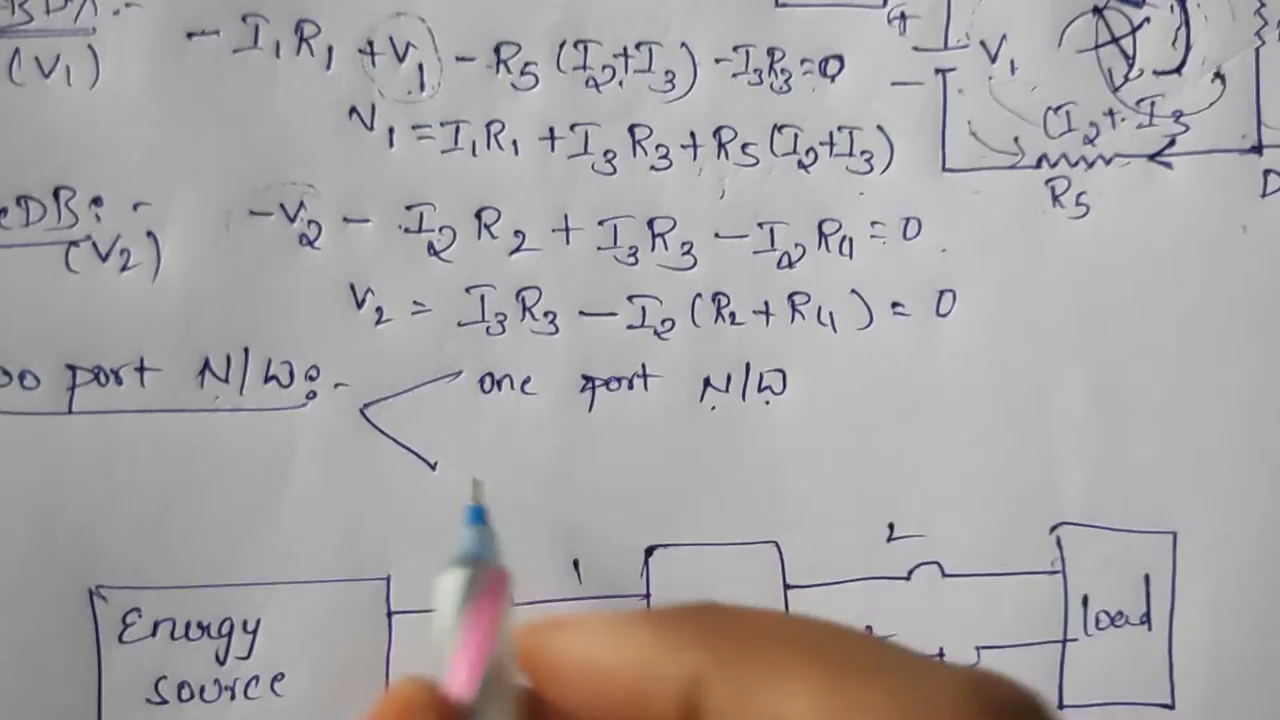 (V₁)
- I₁R₁ + V₁ - R₅ (I₂+I₃) - I₃R₃ = 0
V₁ = I₁R₁ + I₃R₃ + R₅ (I₂+I₃)
DB : -
(V₂)
- V₂ - I₂R₂ + I₃R₃ - I₂R₄ = 0
V₂ = I₃R₃ - I₂ (R₂+R₄) = 0
port N/W : -
one port N/W
+
V₁
-
(I₂+I₃
R₅
D
Energy
source
1
2
load